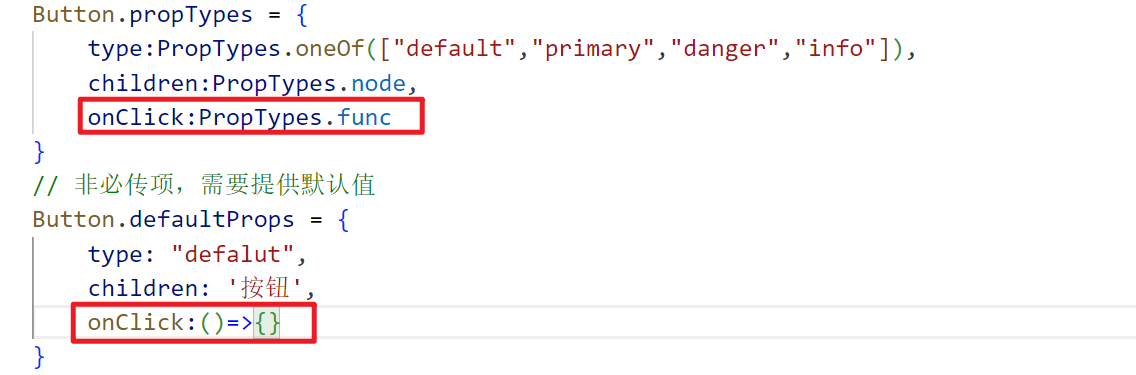 Button.propTypes = {
type:PropTypes.oneOf(["default","primary","danger","info"]),
children:PropTypes.node,
onClick:PropTypes.func
}
// 非必传项，需要提供默认值
Button.defaultProps = {
type: "defalut",
children: '按钮',
onClick:()=>{}
}